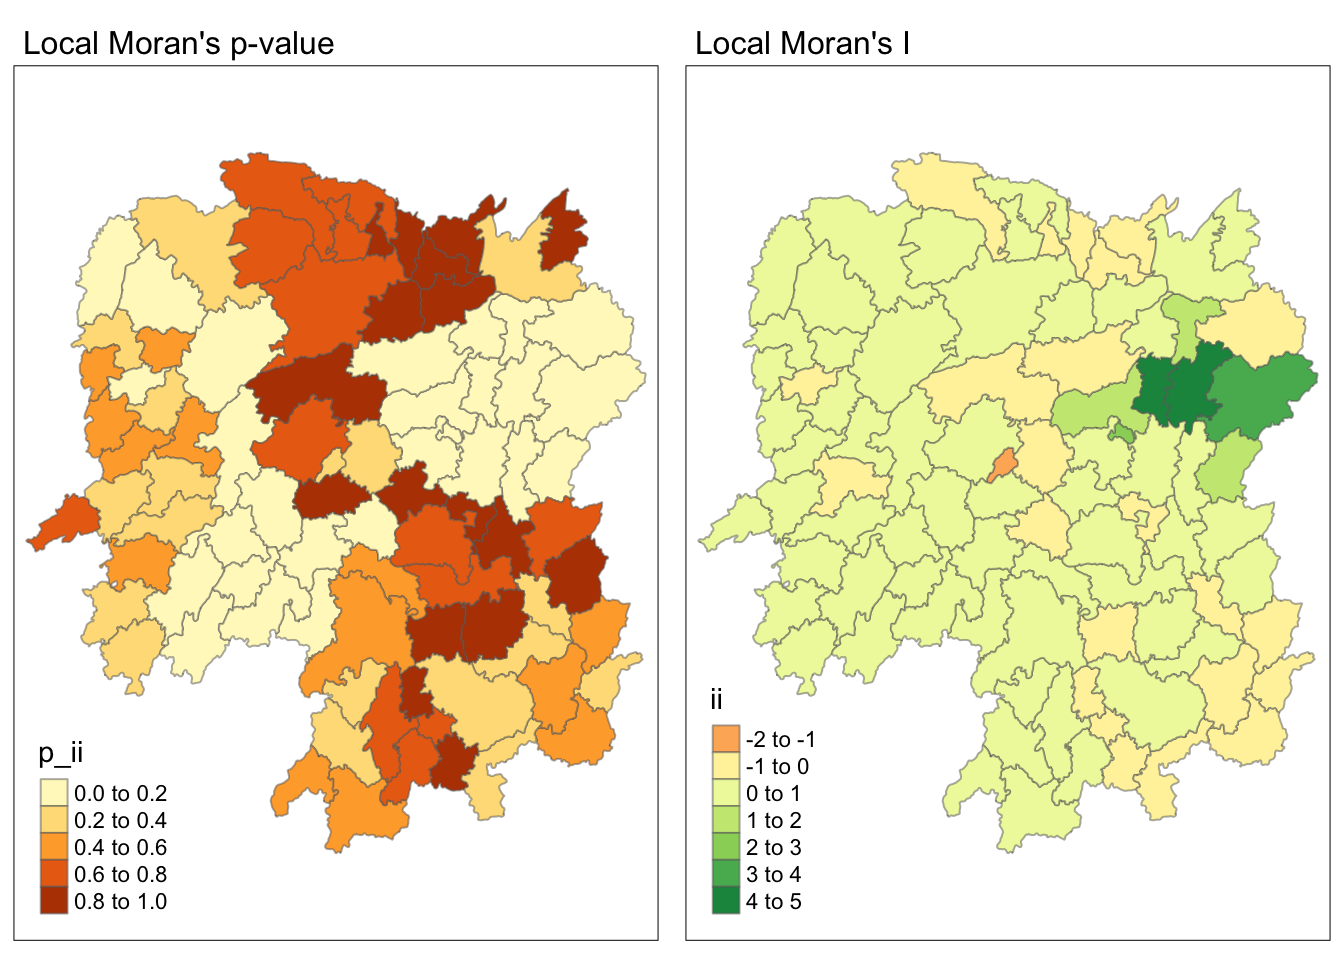 Local Moran's p-value
p_ii
0.0 to 0.2
0.2 to 0.4
0.4 to 0.6
0.6 to 0.8
0.8 to 1.0
Local Moran's I
ii
-2 to -1
-1 to 0
0 to 1
1 to 2
2 to 3
3 to 4
4 to 5